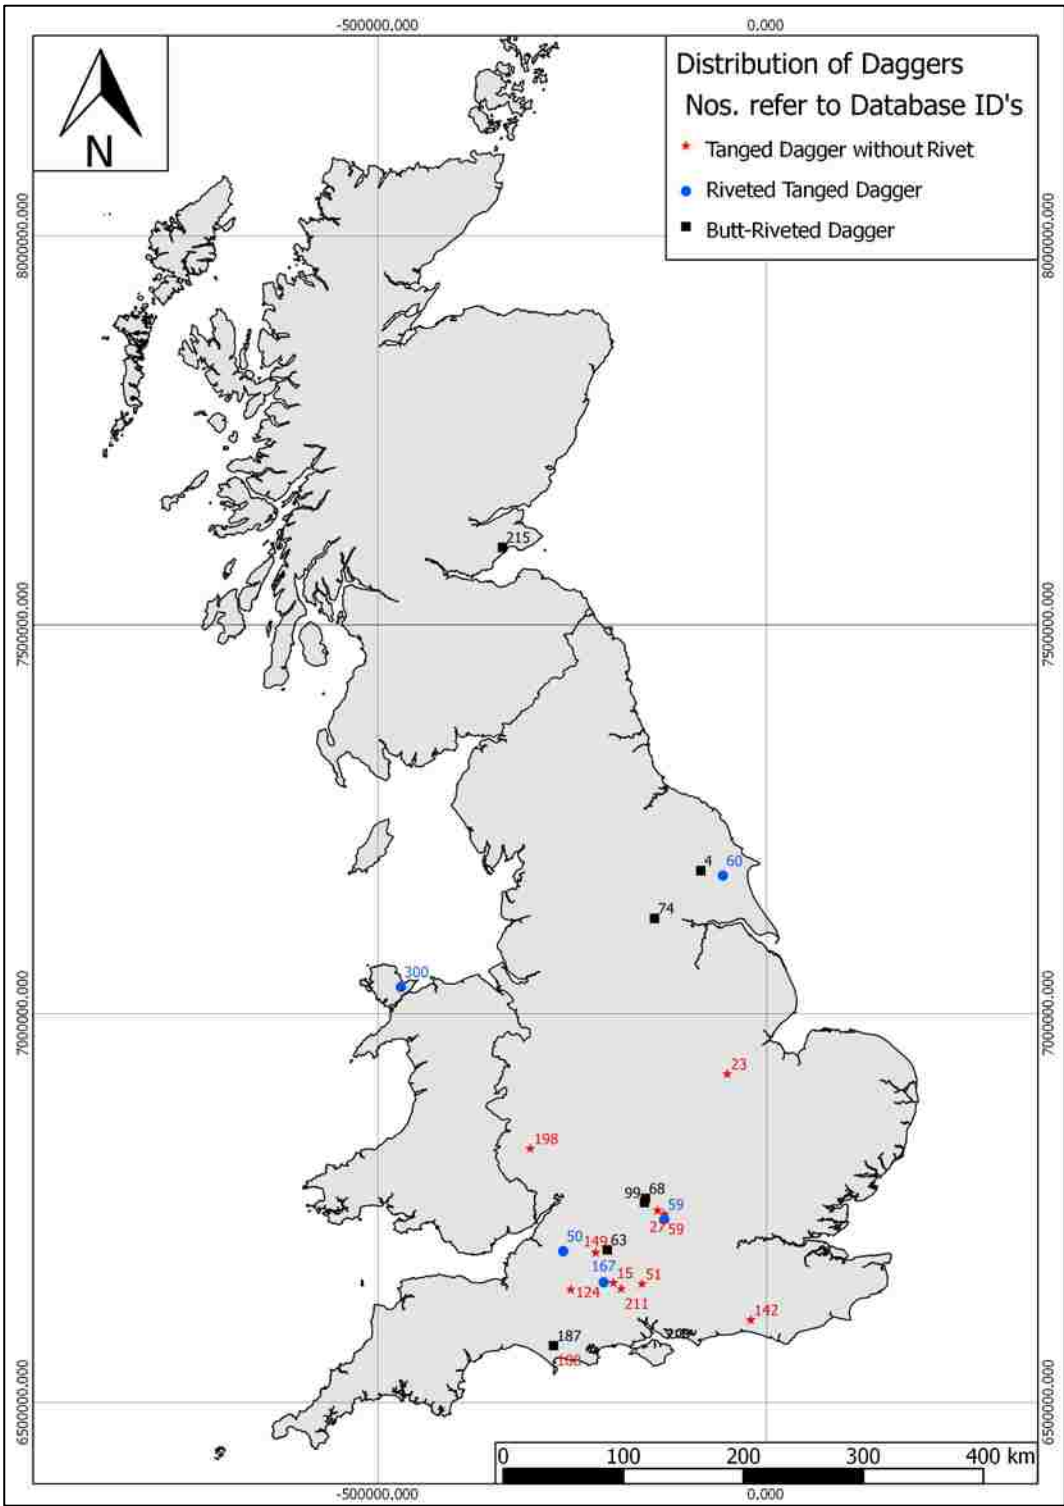 -500000.000 0.000
Distribution of Daggers
Nos. refer to Database ID's
Tanged Dagger without Rivet
Riveted Tanged Dagger
Butt-Riveted Dagger
N
8000000.000 8000000.000
215
7500000.000 7500000.000
4 60
74
300
7000000.000 7000000.000
23
198
99 68
59
27 59
50 149 63
167 15 51
124 211
142
187
6500000.000 6500000.000
0 100 200 300 400 km
-500000.000 0.000